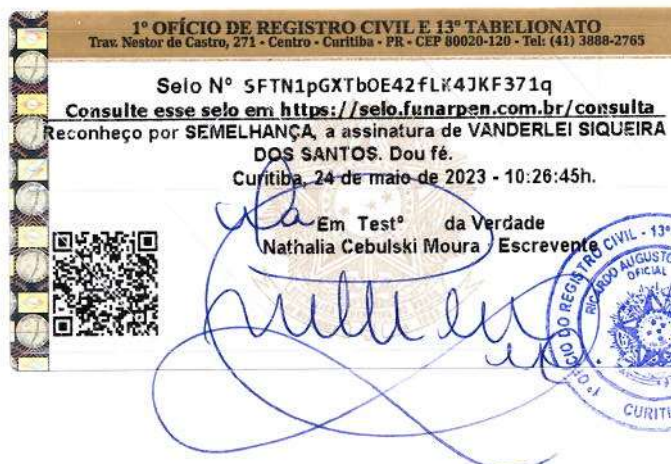 1º OFÍCIO DE REGISTRO CIVIL E 13º TABELIONATO
Trav. Nestor de Castro, 271 - Centro - Curitiba - PR - CEP 80020-120 - Tel: (41) 3888-2765
Selo Nº SFTN1pGXTbOE42fLK4JKF371q
Consulte esse selo em https://selo.funarpen.com.br/consulta
Reconheço por SEMELHANÇA, a assinatura de VANDERLEI SIQUEIRA
DOS SANTOS. Dou fé.
Curitiba, 24 de maio de 2023 - 10:26:45h.
Em Testº da Verdade
Nathalia Cebulski Moura Escrevente
CIO DO REGISTRO CIVIL - 13º
RICARDO AUGUSTO
OFICIAL
CURITI